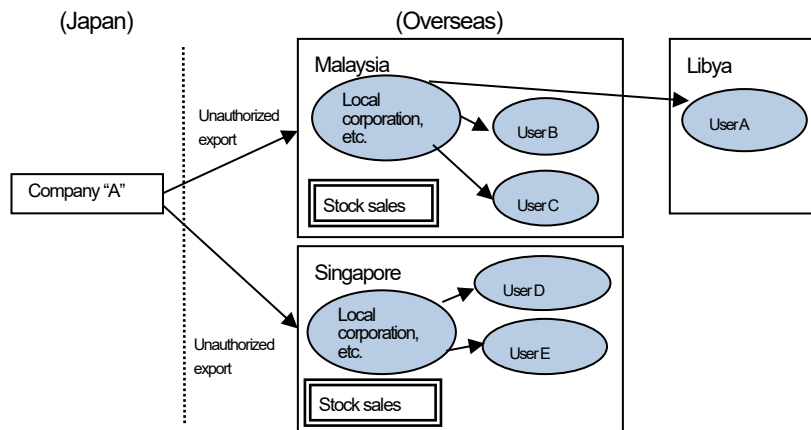 (Japan)
(Overseas)
Malaysia
Libya
Local
corporation,
etc.
User A
Unauthorized
export
User B
Company “A”
User C
Stock sales
Singapore
User D
Local
corporation,
etc.
User E
Unauthorized
export
Stock sales